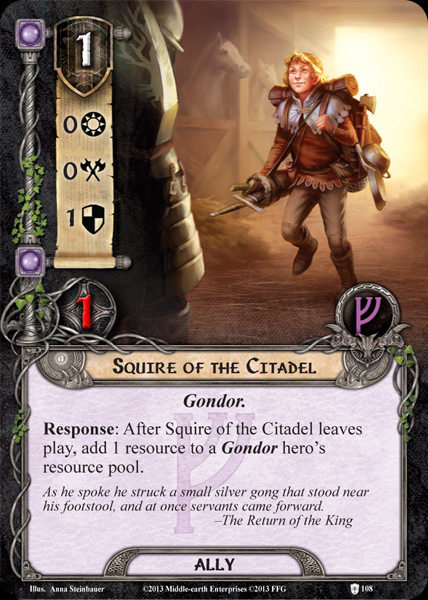 1
0
0
1
1
Squire of the Citadel
Gondor.
Response: After Squire of the Citadel leaves
play, add 1 resource to a Gondor hero's
resource pool.
As he spoke he struck a small silver gong that stood near
his footstool, and at once servants came forward.
–The Return of the King
ALLY
Illus. Anna Steinbauer ©2013 Middle-earth Enterprises ©2013 FFG 108